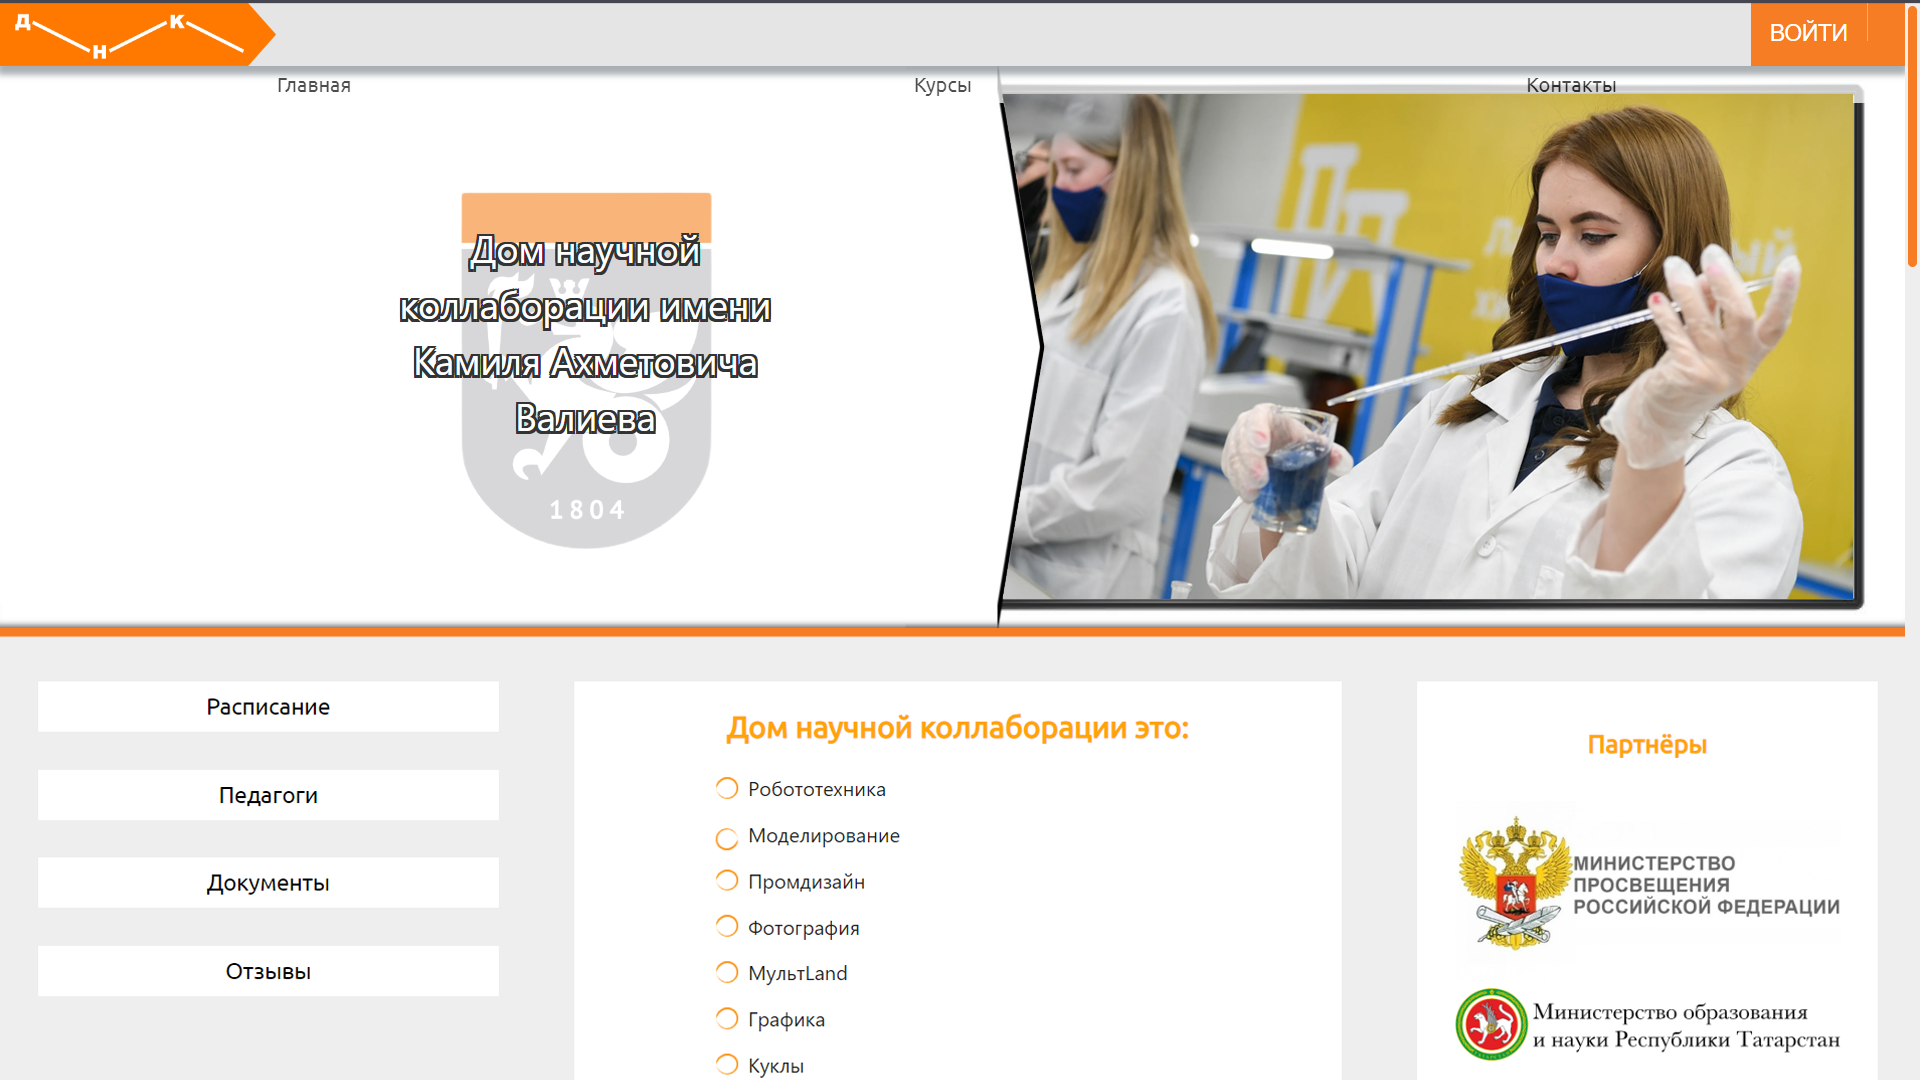 Д Н К
ВОЙТИ
Главная
Курсы
Контакты
Дом научной
коллаборации имени
Камиля Ахметовича
Валиева
1804
Расписание
Педагоги
Документы
Отзывы
Дом научной коллаборации это:
Робототехника
Моделирование
Промдизайн
Фотография
МультLand
Графика
Куклы
Партнёры
МИНИСТЕРСТВО
ПРОСВЕЩЕНИЯ
РОССИЙСКОЙ ФЕДЕРАЦИИ
Министерство образования
и науки Республики Татарстан